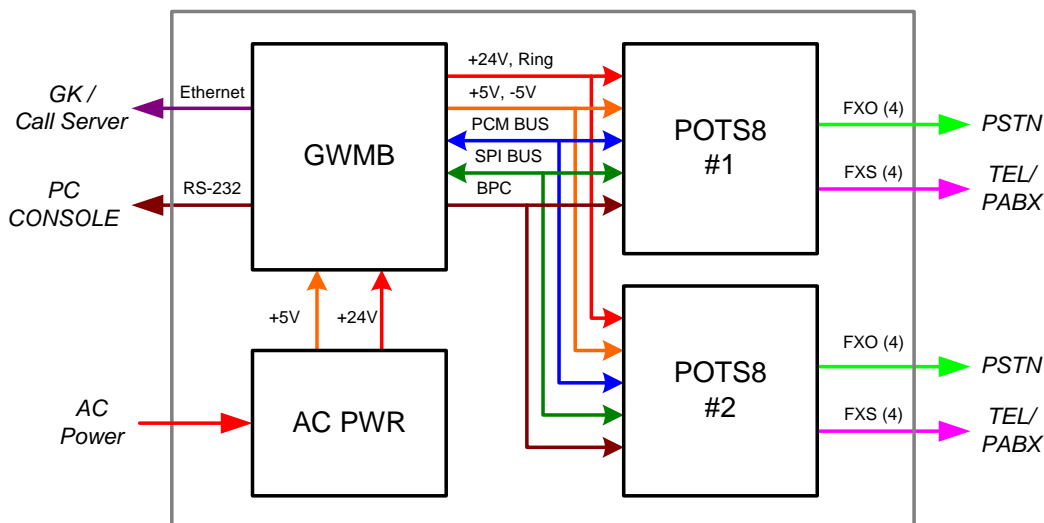 GK /
Call Server
Ethernet
PC
CONSOLE
RS-232
GWMB
+24V, Ring
+5V, -5V
PCM BUS
SPI BUS
BPC
POTS8
#1
FXO (4)
PSTN
FXS (4)
TEL/
PABX
+5V
+24V
AC
Power
AC PWR
POTS8
#2
FXO (4)
PSTN
FXS (4)
TEL/
PABX